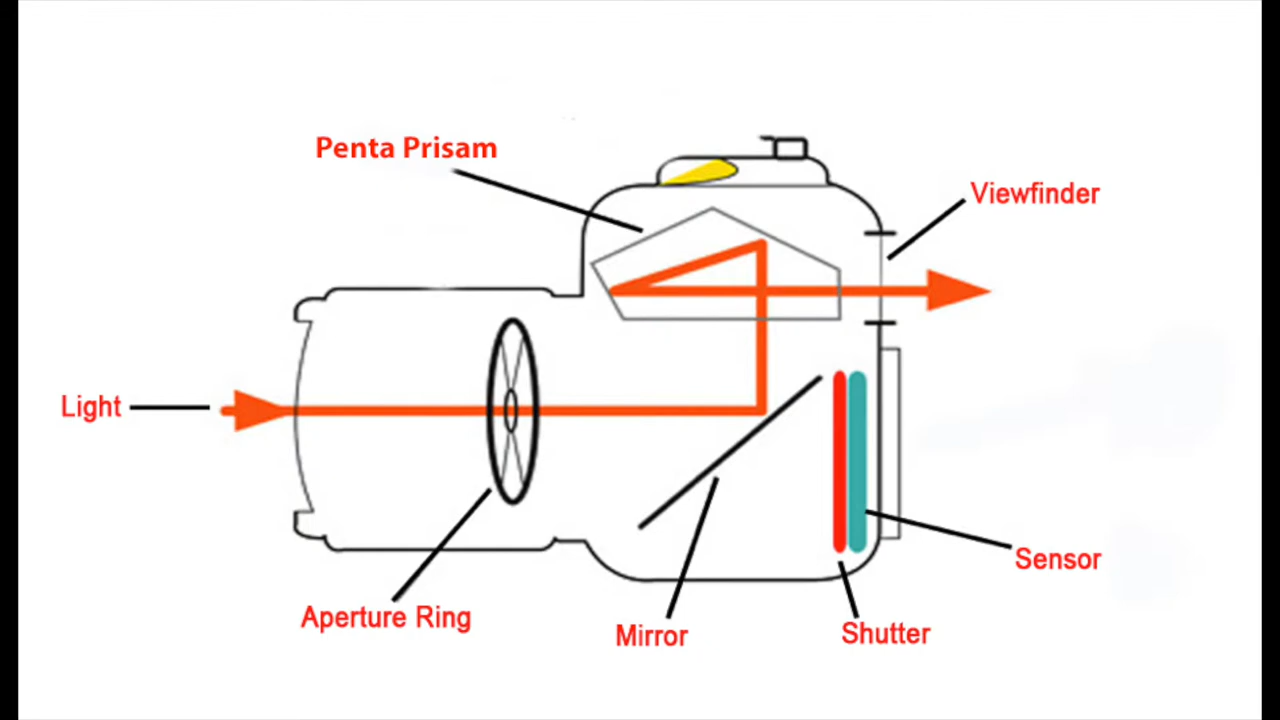 Penta Prisam
Viewfinder
Light
Sensor
Aperture Ring
Mirror
Shutter